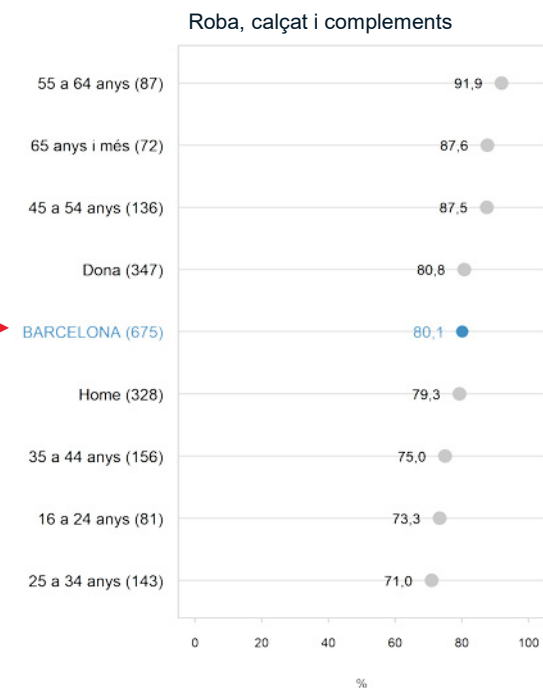 Roba, calçat i complements
55 a 64 anys (87) 91,9
65 anys i més (72) 87,6
45 a 54 anys (136) 87,5
Dona (347) 80,8
BARCELONA (675) 80,1
Home (328) 79,3
35 a 44 anys (156) 75,0
16 a 24 anys (81) 73,3
25 a 34 anys (143) 71,0
0 20 40 60 80 100
%